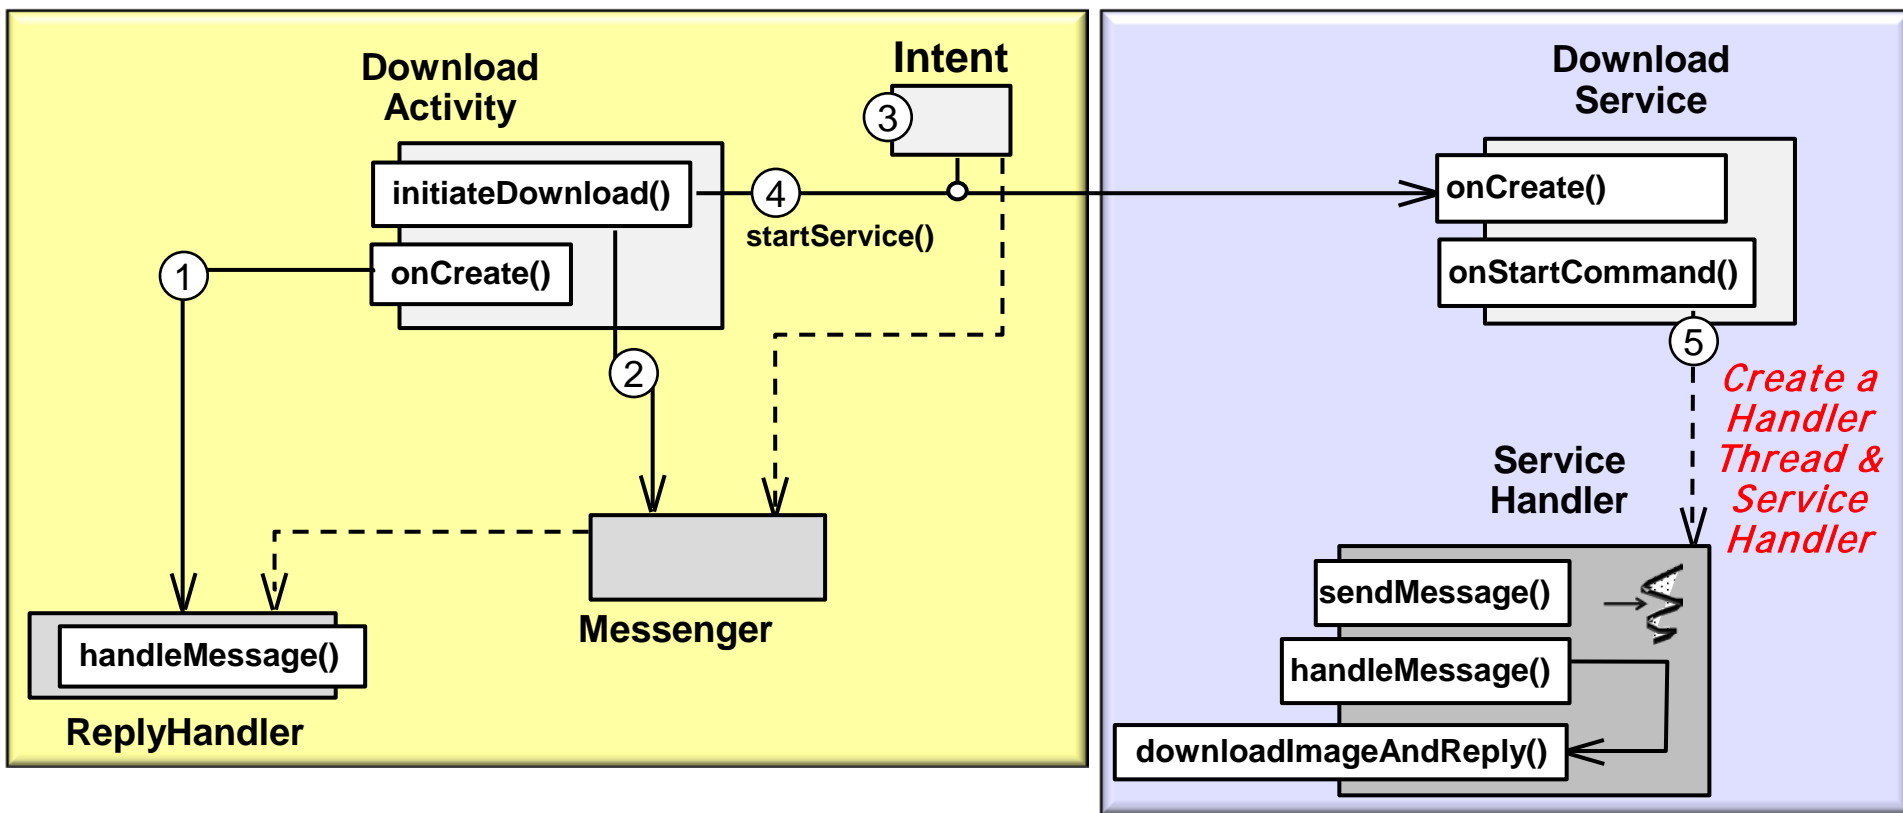 Download
Activity
Intent
3
initiateDownload()
4
startService()
onCreate()
1
2
Messenger
handleMessage()
ReplyHandler
Download
Service
onCreate()
onStartCommand()
5
Create a
Handler
Thread &
Service
Handler
Service
Handler
sendMessage()
handleMessage()
downloadImageAndReply()